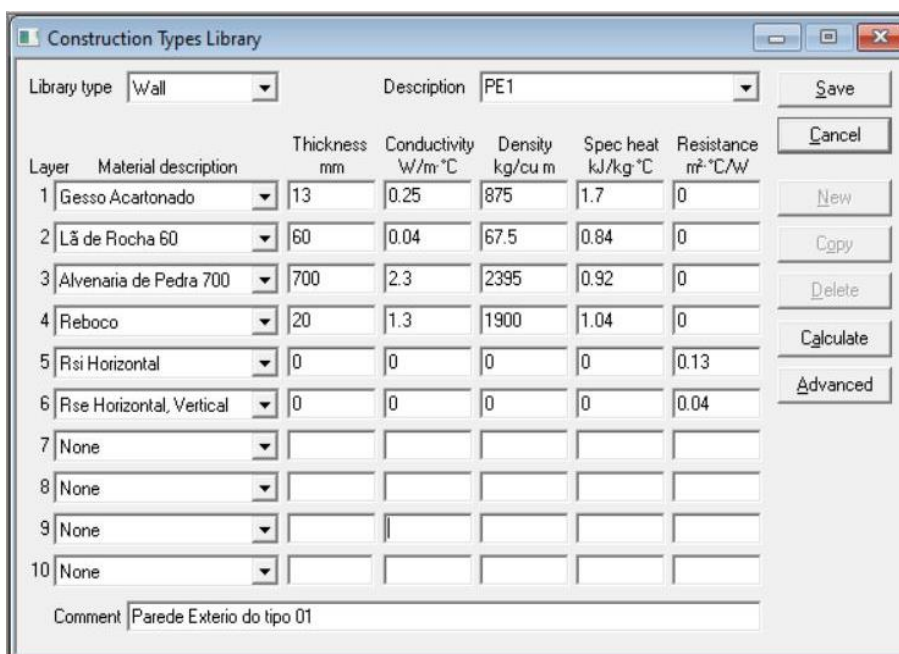 Construction Types Library
Library type Wall Description PE1 Save
Cancel
Thickness Conductivity Density Spec heat Resistance
Layer Material description mm W/m·°C kg/cu m kJ/kg·°C m²·°C/W
1 Gesso Acartonado 13 0.25 875 1.7 0 New
2 Lã de Rocha 60 60 0.04 67.5 0.84 0 Copy
3 Alvenaria de Pedra 700 700 2.3 2395 0.92 0 Delete
4 Reboco 20 1.3 1900 1.04 0 Calculate
5 Rsi Horizontal 0 0 0 0 0.13
6 Rse Horizontal, Vertical 0 0 0 0 0.04 Advanced
7 None
8 None
9 None
10 None
Comment Parede Exterio do tipo 01